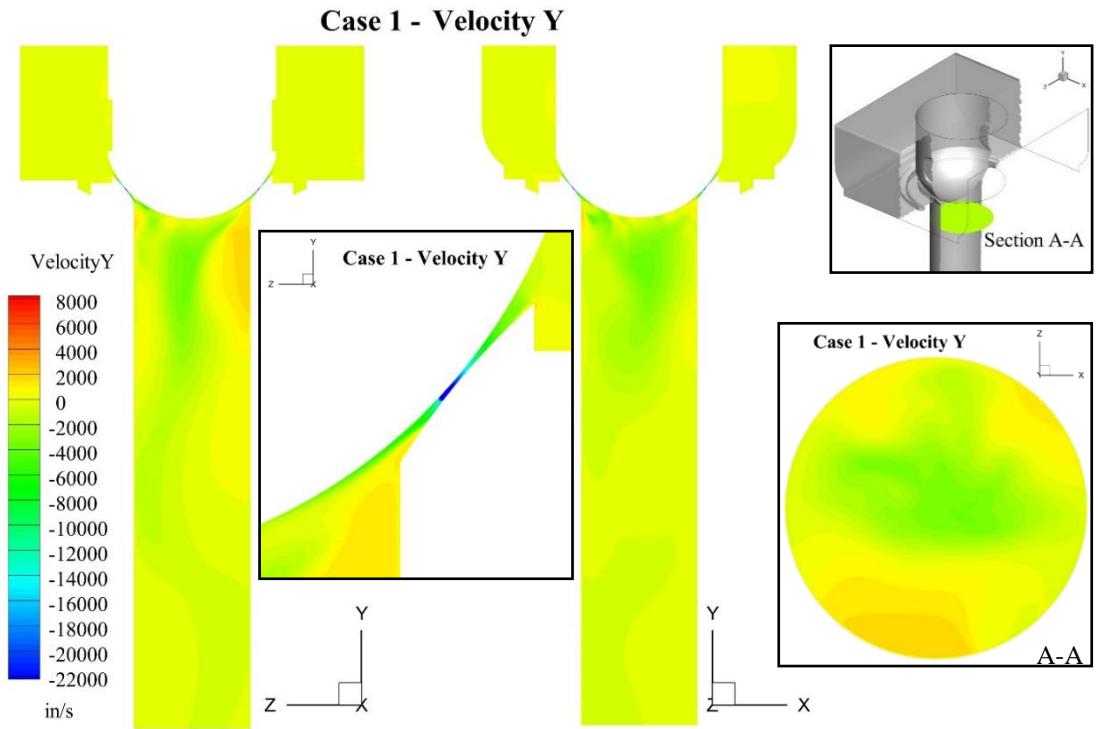 Case 1 - Velocity Y
VelocityY
8000
6000
4000
2000
0
-2000
-4000
-6000
-8000
-10000
-12000
-14000
-16000
-18000
-20000
-22000
in/s
Y
Z
X
Case 1 - Velocity Y
Y
Z
X
Y
Z
X
Y
Z
X
Section A-A
Case 1 - Velocity Y
Z
Y
X
A-A